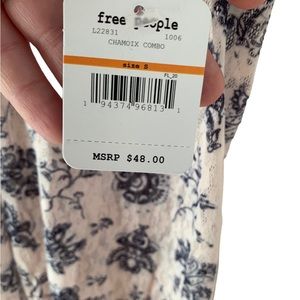 free people
L22831 1006
CHAMOIX COMBO
size S
FL_20
1 94374 96813 1
MSRP $48.00